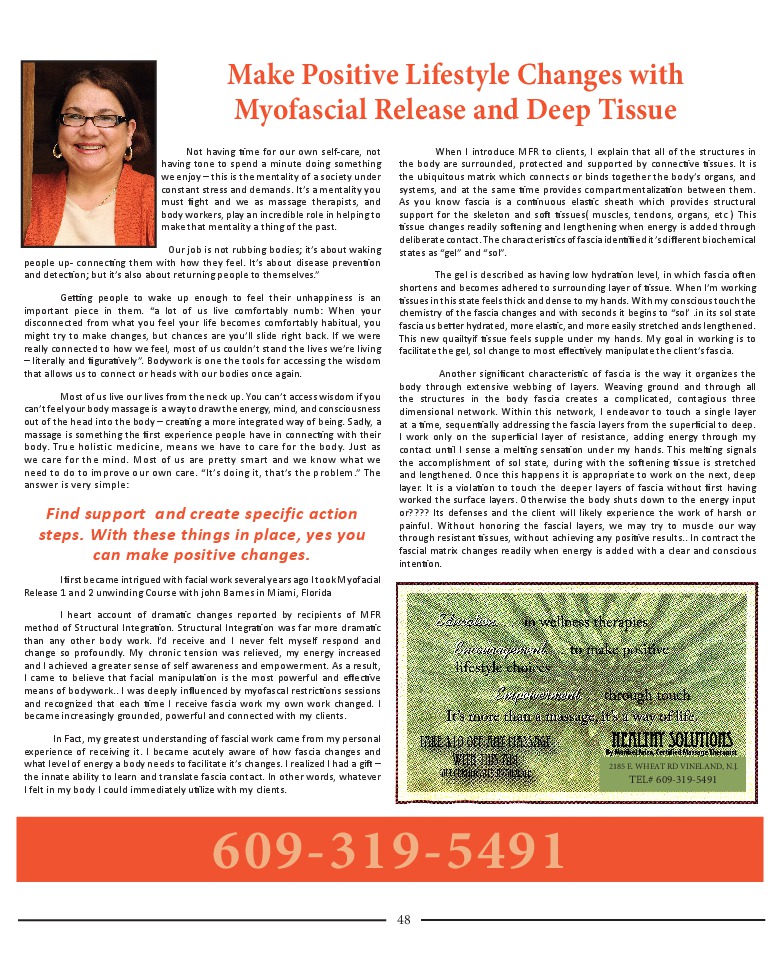 Make Positive Lifestyle Changes with
Myofascial Release and Deep Tissue
Not having time for our own self-care, not
having tone to spend a minute doing something
we enjoy – this is the mentality of a society under
constant stress and demands. It's a mentality you
must fight and we as massage therapists, and
body workers, play an incredible role in helping to
make that mentality a thing of the past.
Our job is not rubbing bodies; it's about waking
people up- connecting them with how they feel. It's about disease prevention
and detection; but it's also about returning people to themselves."
Getting people to wake up enough to feel their unhappiness is an
important piece in them. "a lot of us live comfortably numb: When your
disconnected from what you feel your life becomes comfortably habitual, you
might try to make changes, but chances are you'll slide right back. If we were
really connected to how we feel, most of us couldn't stand the lives we're living
– literally and figuratively". Bodywork is one the tools for accessing the wisdom
that allows us to connect or heads with our bodies once again.
Most of us live our lives from the neck up. You can't access wisdom if you
can't feel your body massage is a way to draw the energy, mind, and consciousness
out of the head into the body – creating a more integrated way of being. Sadly, a
massage is something the first experience people have in connecting with their
body. True holistic medicine, means we have to care for the body. Just as
we care for the mind. Most of us are pretty smart and we know what we
need to do to improve our own care. "It's doing it, that's the problem." The
answer is very simple:
Find support and create specific action
steps. With these things in place, yes you
can make positive changes.
I first became intrigued with facial work several years ago I took Myofacial
Release 1 and 2 unwinding Course with john Barnes in Miami, Florida
I heart account of dramatic changes reported by recipients of MFR
method of Structural Integration. Structural Integration was far more dramatic
than any other body work. I'd receive and I never felt myself respond and
change so profoundly. My chronic tension was relieved, my energy increased
and I achieved a greater sense of self awareness and empowerment. As a result,
I came to believe that facial manipulation is the most powerful and effective
means of bodywork.. I was deeply influenced by myofascal restrictions sessions
and recognized that each time I receive fascia work my own work changed. I
became increasingly grounded, powerful and connected with my clients.
In Fact, my greatest understanding of fascial work came from my personal
experience of receiving it. I became acutely aware of how fascia changes and
what level of energy a body needs to facilitate it's changes. I realized I had a gift –
the innate ability to learn and translate fascia contact. In other words, whatever
I felt in my body I could immediately utilize with my clients.
When I introduce MFR to clients, I explain that all of the structures in
the body are surrounded, protected and supported by connective tissues. It is
the ubiquitous matrix which connects or binds together the body's organs, and
systems, and at the same time provides compartmentalization between them.
As you know fascia is a continuous elastic sheath which provides structural
support for the skeleton and soft tissues( muscles, tendons, organs, etc ) This
tissue changes readily softening and lengthening when energy is added through
deliberate contact. The characteristics of fascia identified it's different biochemical
states as "gel" and "sol".
The gel is described as having low hydration level, in which fascia often
shortens and becomes adhered to surrounding layer of tissue. When I'm working
tissues in this state feels thick and dense to my hands. With my conscious touch the
chemistry of the fascia changes and with seconds it begins to "sol' .in its sol state
fascia us better hydrated, more elastic, and more easily stretched ands lengthened.
This new quailtyif tissue feels supple under my hands. My goal in working is to
facilitate the gel, sol change to most effectively manipulate the client's fascia.
Another significant characteristic of fascia is the way it organizes the
body through extensive webbing of layers. Weaving ground and through all
the structures in the body fascia creates a complicated, contagious three
dimensional network. Within this network, I endeavor to touch a single layer
at a time, sequentially addressing the fascia layers from the superficial to deep.
I work only on the superficial layer of resistance, adding energy through my
contact until I sense a melting sensation under my hands. This melting signals
the accomplishment of sol state, during with the softening tissue is stretched
and lengthened. Once this happens it is appropriate to work on the next, deep
layer. It is a violation to touch the deeper layers of fascia without first having
worked the surface layers. Otherwise the body shuts down to the energy input
or???? Its defenses and the client will likely experience the work of harsh or
painful. Without honoring the fascial layers, we may try to muscle our way
through resistant tissues, without achieving any positive results.. In contract the
fascial matrix changes readily when energy is added with a clear and conscious
intention.
Education . . . to wellness therapies
Encouragement . . . to make positive
lifestyle choices
Empowerment . . . through touch
It's more than a massage, it's a way of life.
TAKE $10 OFF ANY MASSAGE
WITH THIS AD!
HEALTHY SOLUTIONS
Certified Massage Therapist
2185 E. WHEAT RD VINELAND, N.J.
TEL# 609-319-5491
609-319-5491
48